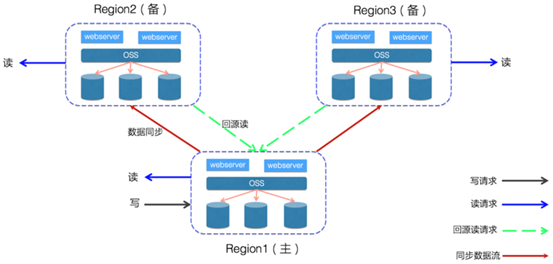 Region2（备）
Region3（备）
webserver
webserver
OSS
webserver
webserver
OSS
读
读
数据同步
回源读
webserver
webserver
OSS
读
写
Region1（主）
写请求
读请求
回源读请求
同步数据流